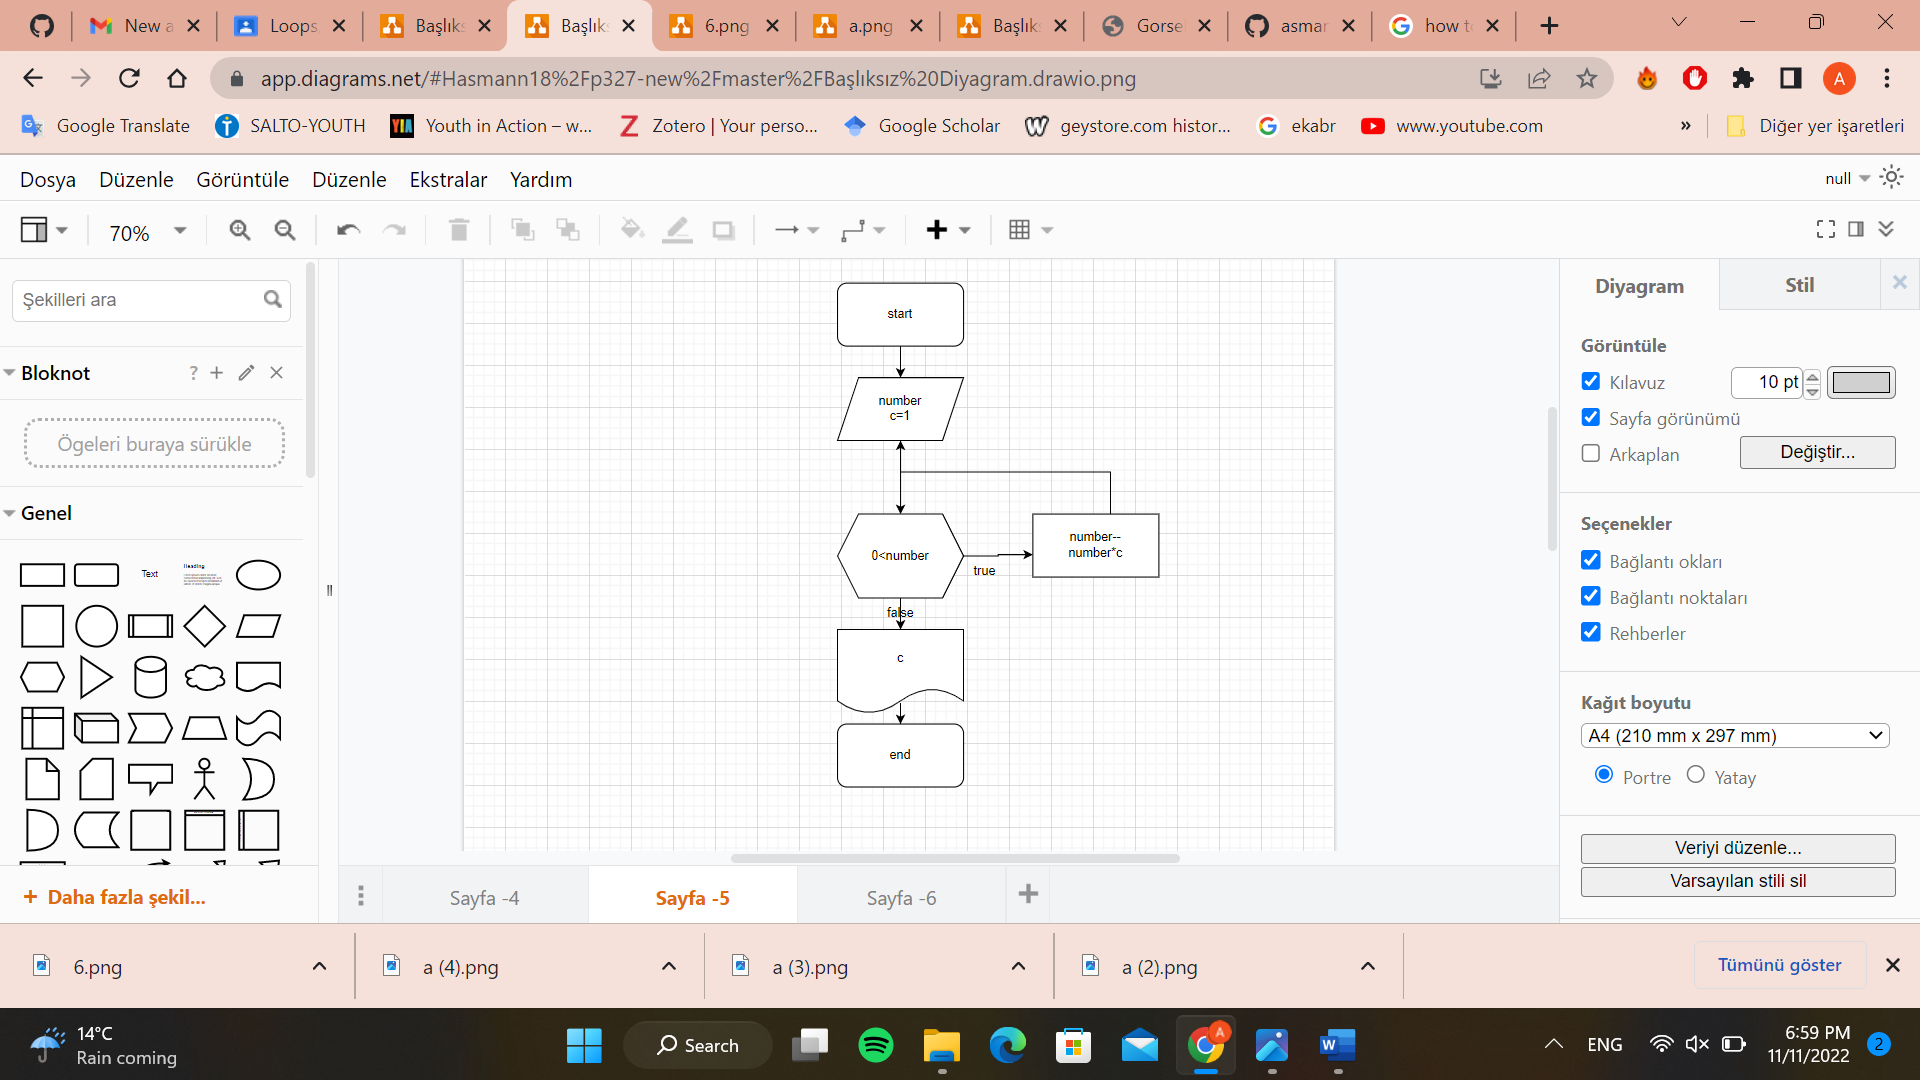 New a
Loops
Başlıks
Başlıks
6.png
a.png
Başlıks
Gorse
asmar
how to
app.diagrams.net/#Hasmann18%2Fp327-new%2Fmaster%2FBaşlıksız%20Diyagram.drawio.png
A
Google Translate
SALTO-YOUTH
YIA
Youth in Action – w...
Zotero | Your perso...
Google Scholar
geystore.com histor...
ekabr
www.youtube.com
»
Diğer yer işaretleri
Dosya Düzenle Görüntüle Düzenle Ekstralar Yardım
null
70%
Şekilleri ara
Bloknot
?
Ögeleri buraya sürükle
Genel
Text
Heading
+ Daha fazla şekil...
start
number
c=1
0<number
true
number--
number*c
false
c
end
Sayfa -4
Sayfa -5
Sayfa -6
Diyagram
Stil
Görüntüle
Kılavuz
10 pt
Sayfa görünümü
Arkaplan
Değiştir...
Seçenekler
Bağlantı okları
Bağlantı noktaları
Rehberler
Kağıt boyutu
A4 (210 mm x 297 mm)
Portre
Yatay
Veriyi düzenle...
Varsayılan stili sil
6.png
a (4).png
a (3).png
a (2).png
Tümünü göster
14°C
Rain coming
Search
A
W
ENG
6:59 PM
11/11/2022
2